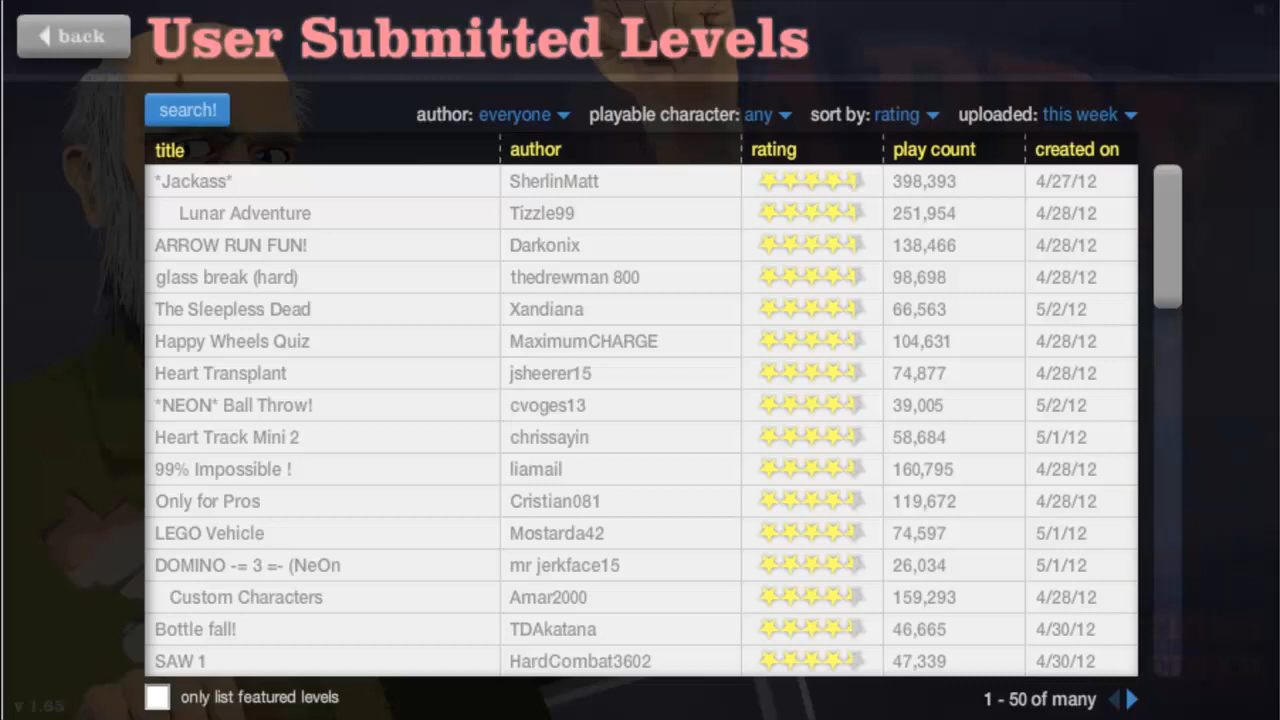 back
User Submitted Levels
search!
author: everyone playable character: any sort by: rating uploaded: this week
title author rating play count created on
*Jackass* SherlinMatt 398,393 4/27/12
Lunar Adventure Tizzle99 251,954 4/28/12
ARROW RUN FUN! Darkonix 138,466 4/28/12
glass break (hard) thedrewman 800 98,698 4/28/12
The Sleepless Dead Xandiana 66,563 5/2/12
Happy Wheels Quiz MaximumCHARGE 104,631 4/28/12
Heart Transplant jsheerer15 74,877 4/28/12
*NEON* Ball Throw! cvoges13 39,005 5/2/12
Heart Track Mini 2 chrissayin 58,684 5/1/12
99% Impossible ! liamail 160,795 4/28/12
Only for Pros Cristian081 119,672 4/28/12
LEGO Vehicle Mostarda42 74,597 5/1/12
DOMINO -= 3 =- (NeOn mr jerkface15 26,034 5/1/12
Custom Characters Amar2000 159,293 4/28/12
Bottle fall! TDAkatana 46,665 4/30/12
SAW 1 HardCombat3602 47,339 4/30/12
only list featured levels 1 - 50 of many
v 1.65